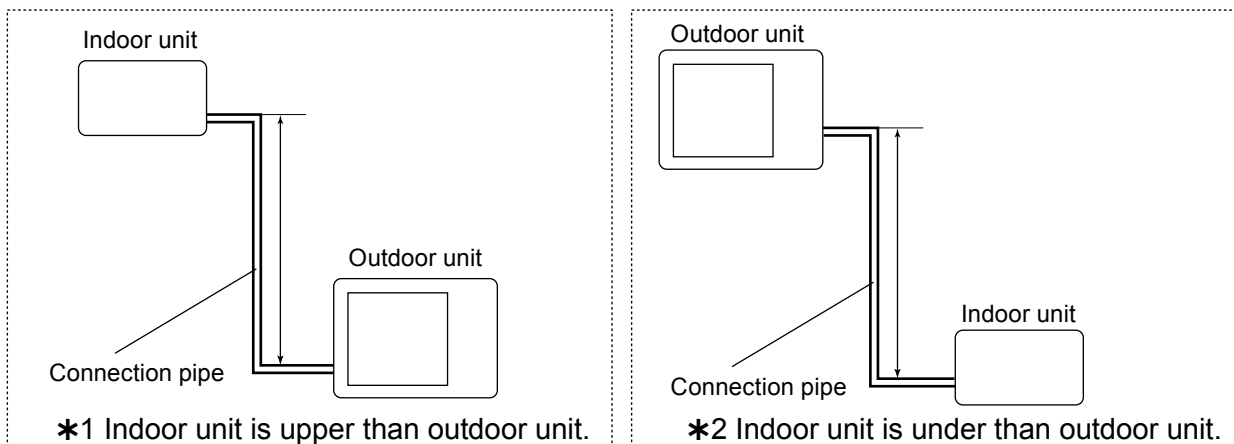 Indoor unit
Outdoor unit
Connection pipe
✱1 Indoor unit is upper than outdoor unit.
Outdoor unit
Indoor unit
Connection pipe
✱2 Indoor unit is under than outdoor unit.